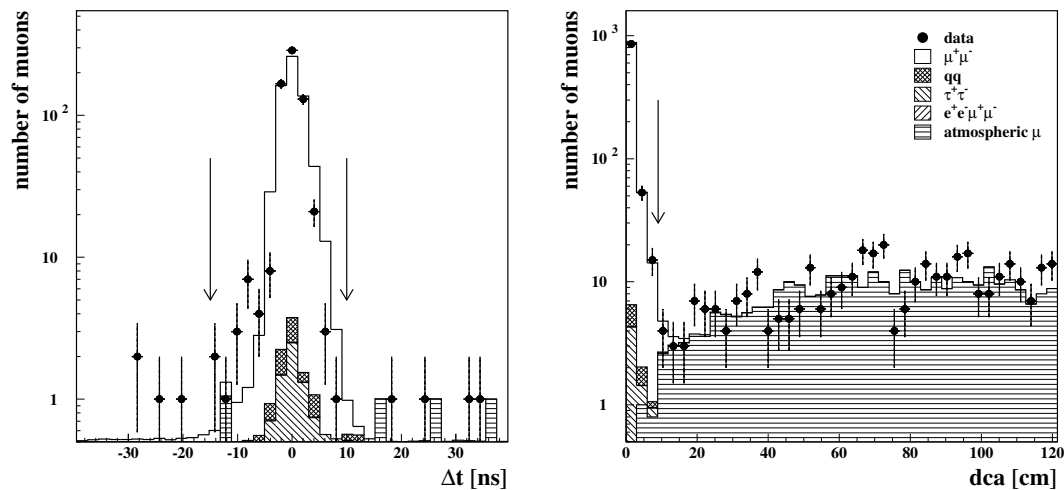 number of muons
10²
10
1
-30 -20 -10 0 10 20 30
Δt [ns]
number of muons
10³
10²
10
1
0 20 40 60 80 100 120
dca [cm]
data
μ⁺μ⁻
qq
τ⁺τ⁻
e⁺e⁻μ⁺μ⁻
atmospheric μ